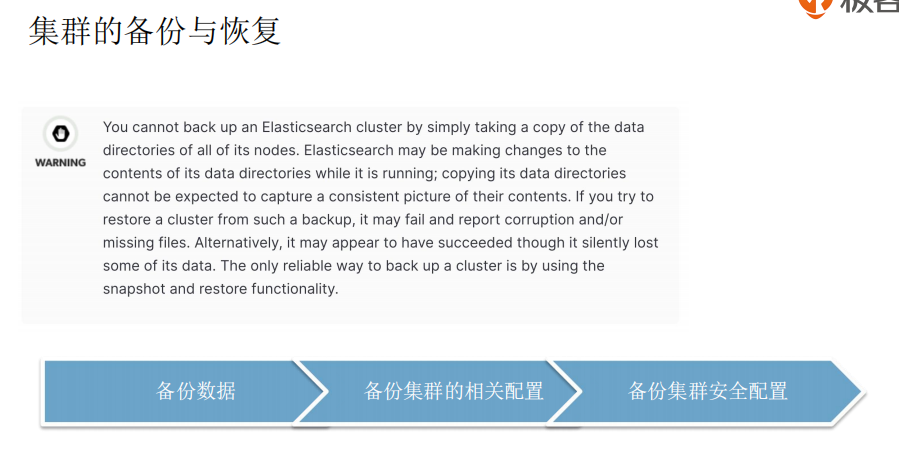 集群的备份与恢复
You cannot back up an Elasticsearch cluster by simply taking a copy of the data
directories of all of its nodes. Elasticsearch may be making changes to the
WARNING
contents of its data directories while it is running; copying its data directories
cannot be expected to capture a consistent picture of their contents. If you try to
restore a cluster from such a backup, it may fail and report corruption and/or
missing files. Alternatively, it may appear to have succeeded though it silently lost
some of its data. The only reliable way to back up a cluster is by using the
snapshot and restore functionality.
备份数据
备份集群的相关配置
备份集群安全配置